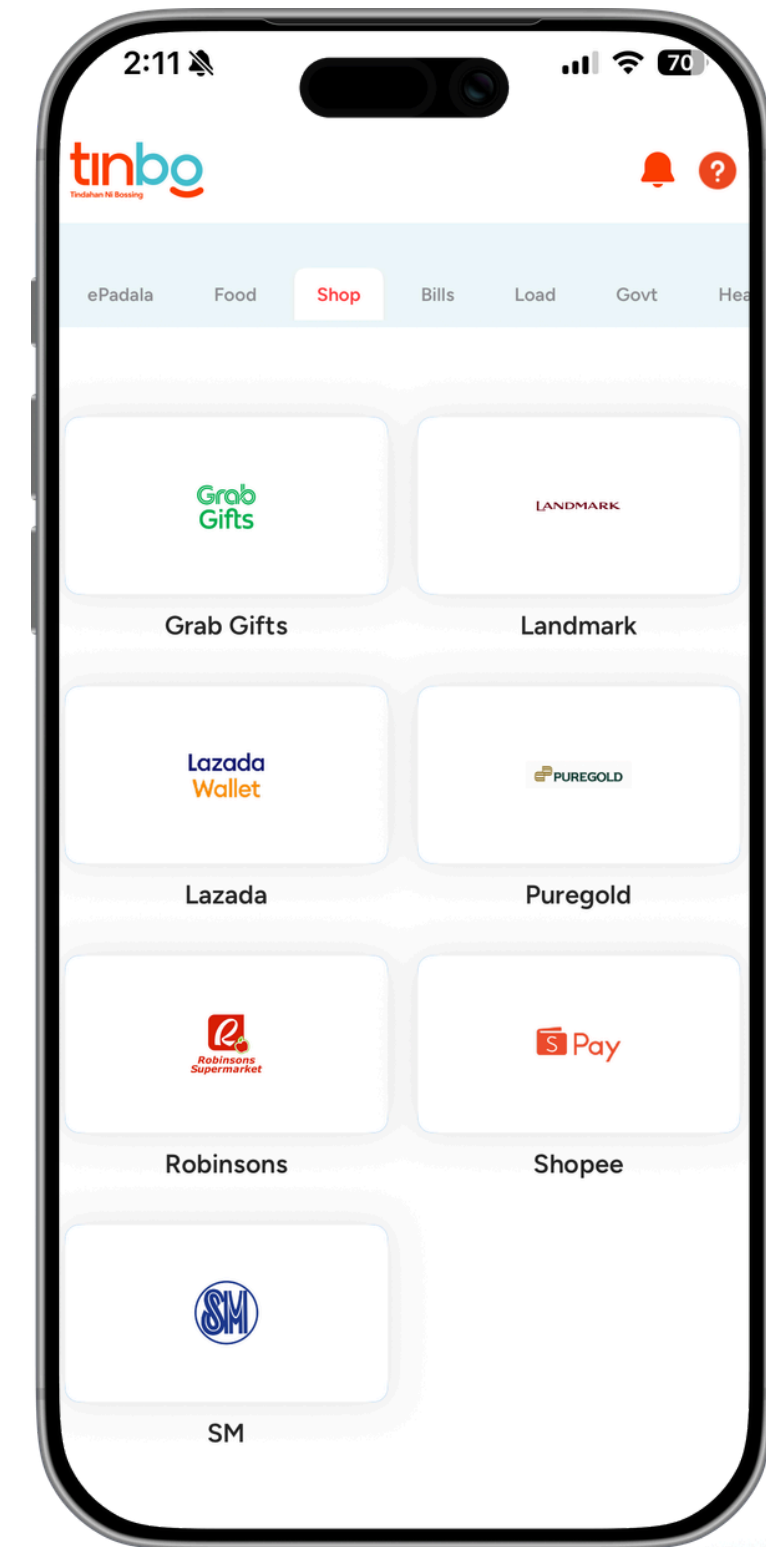 2:11
70
tinbo
Tindahan Ni Bossing
?
ePadala Food Shop Bills Load Govt Hea
Grab
Gifts
LANDMARK
Grab Gifts Landmark
Lazada
Wallet
PUREGOLD
Lazada Puregold
R
Robinsons
Supermarket
S Pay
Robinsons Shopee
SM
SM